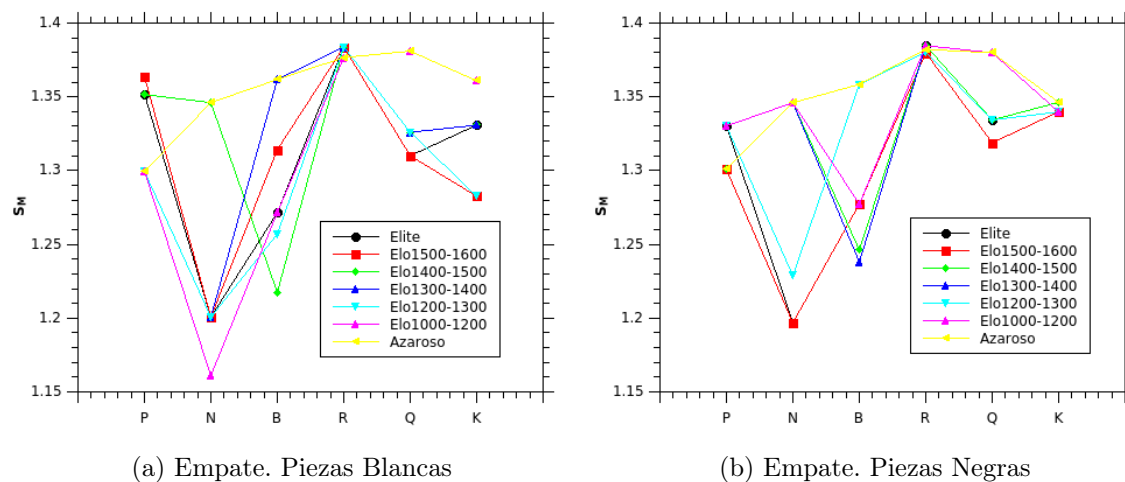 1.4
1.35
1.3
1.25
1.2
1.15
S_M
P N B R Q K
Elite
Elo1500-1600
Elo1400-1500
Elo1300-1400
Elo1200-1300
Elo1000-1200
Azaroso
(a) Empate. Piezas Blancas
1.4
1.35
1.3
1.25
1.2
1.15
S_M
P N B R Q K
Elite
Elo1500-1600
Elo1400-1500
Elo1300-1400
Elo1200-1300
Elo1000-1200
Azaroso
(b) Empate. Piezas Negras